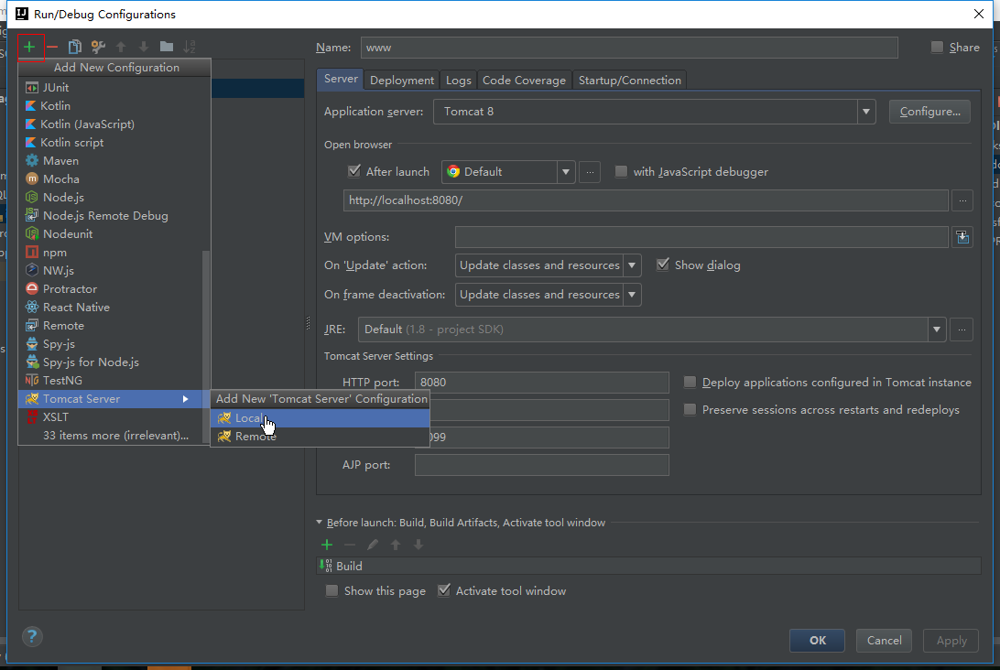 Run/Debug Configurations
Name: www Share
Add New Configuration
JUnit
Kotlin
Kotlin (JavaScript)
Kotlin script
Maven
Mocha
Node.js
Node.js Remote Debug
Nodeunit
npm
NW.js
Protractor
React Native
Remote
Spy-js
Spy-js for Node.js
TestNG
Tomcat Server
XSLT
33 items more (irrelevant)...
Add New 'Tomcat Server' Configuration
Local
Remote
Server Deployment Logs Code Coverage Startup/Connection
Application server: Tomcat 8 Configure...
Open browser
After launch Default ... with JavaScript debugger
http://localhost:8080/ ...
VM options:
On 'Update' action: Update classes and resources Show dialog
On frame deactivation: Update classes and resources
JRE: Default (1.8 - project SDK) ...
Tomcat Server Settings
HTTP port: 8080 Deploy applications configured in Tomcat instance
Preserve sessions across restarts and redeploys
099
AJP port:
Before launch: Build, Build Artifacts, Activate tool window
Build
Show this page Activate tool window
? OK Cancel Apply